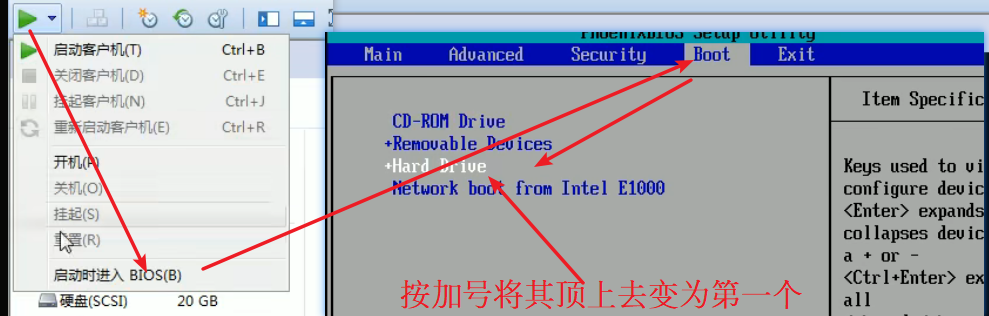 启动客户机(T) Ctrl+B
关闭客户机(D) Ctrl+E
挂起客户机(N) Ctrl+J
重新启动客户机(E) Ctrl+R
开机(P)
关机(O)
挂起(S)
重置(R)
启动时进入 BIOS(B)
硬盘(SCSI) 20 GB
PhoenixBIOS Setup Utility
Main Advanced Security Boot Exit
CD-ROM Drive
+Removable Devices
+Hard Drive
Network boot from Intel E1000
Item Specific
Keys used to vi
configure devic
<Enter> expands
collapses devic
a + or -
<Ctrl+Enter> ex
all
按加号将其顶上去变为第一个